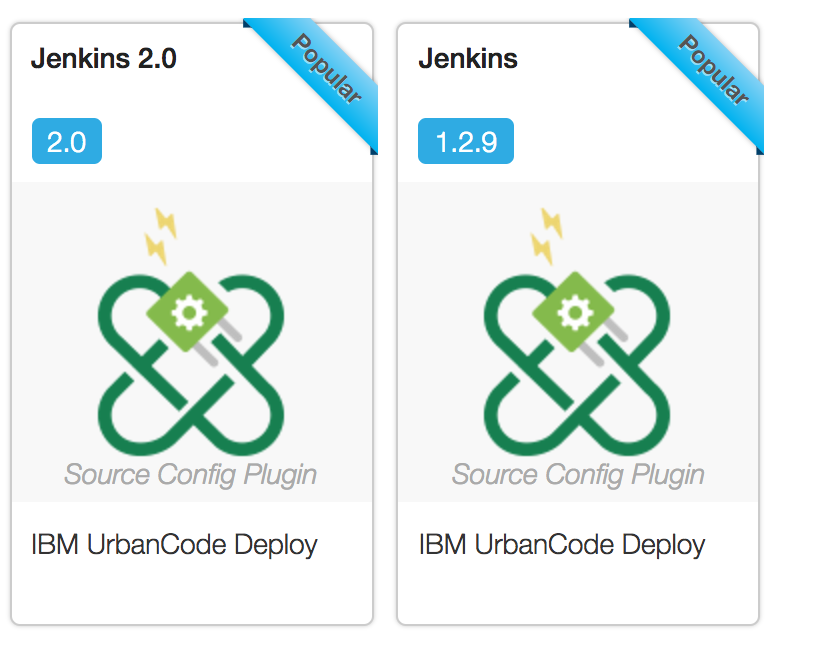 Jenkins 2.0
Popular
2.0
Source Config Plugin
IBM UrbanCode Deploy
Jenkins
Popular
1.2.9
Source Config Plugin
IBM UrbanCode Deploy